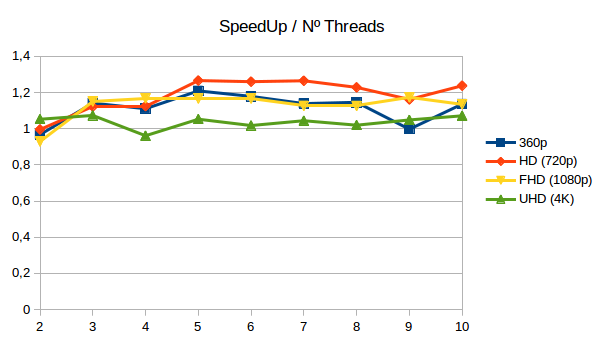 SpeedUp / Nº Threads
1,4
1,2
1
0,8
0,6
0,4
0,2
0
2 3 4 5 6 7 8 9 10
360p
HD (720p)
FHD (1080p)
UHD (4K)